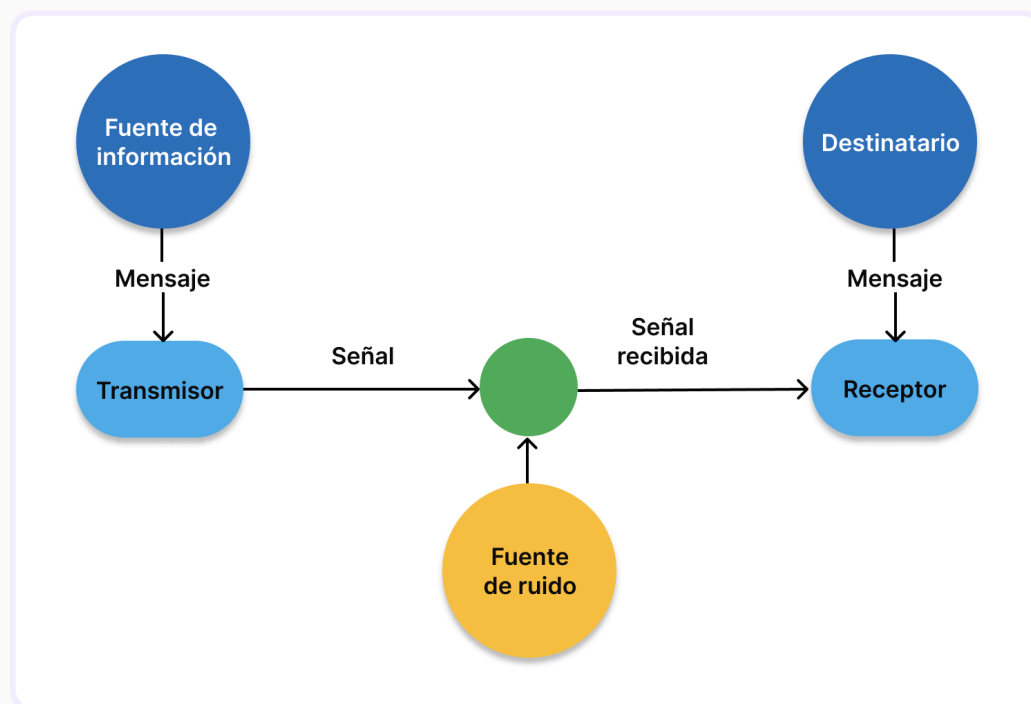 Fuente de
información
Destinatario
Mensaje
Mensaje
Transmisor
Señal
Señal
recibida
Receptor
Fuente
de ruido